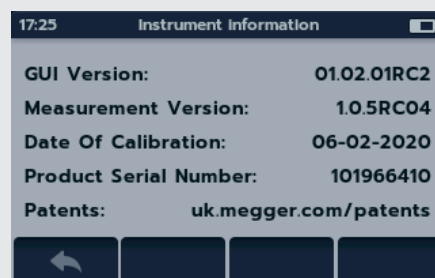 17:25 Instrument information
GUI Version: 01.02.01RC2
Measurement Version: 1.0.5RC04
Date Of Calibration: 06-02-2020
Product Serial Number: 101966410
Patents: uk.megger.com/patents